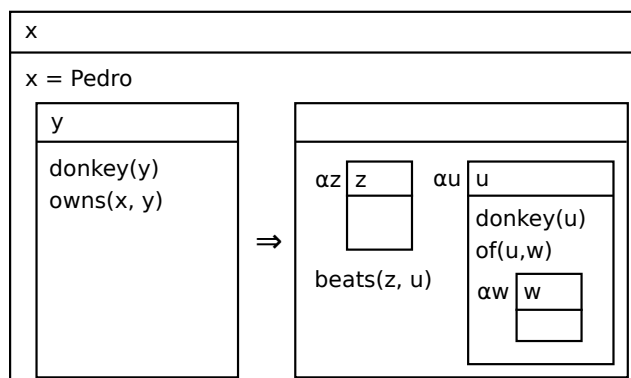 x
x = Pedro
y
donkey(y)
owns(x, y)
⇒
αz z
beats(z, u)
αu u
donkey(u)
of(u,w)
αw w